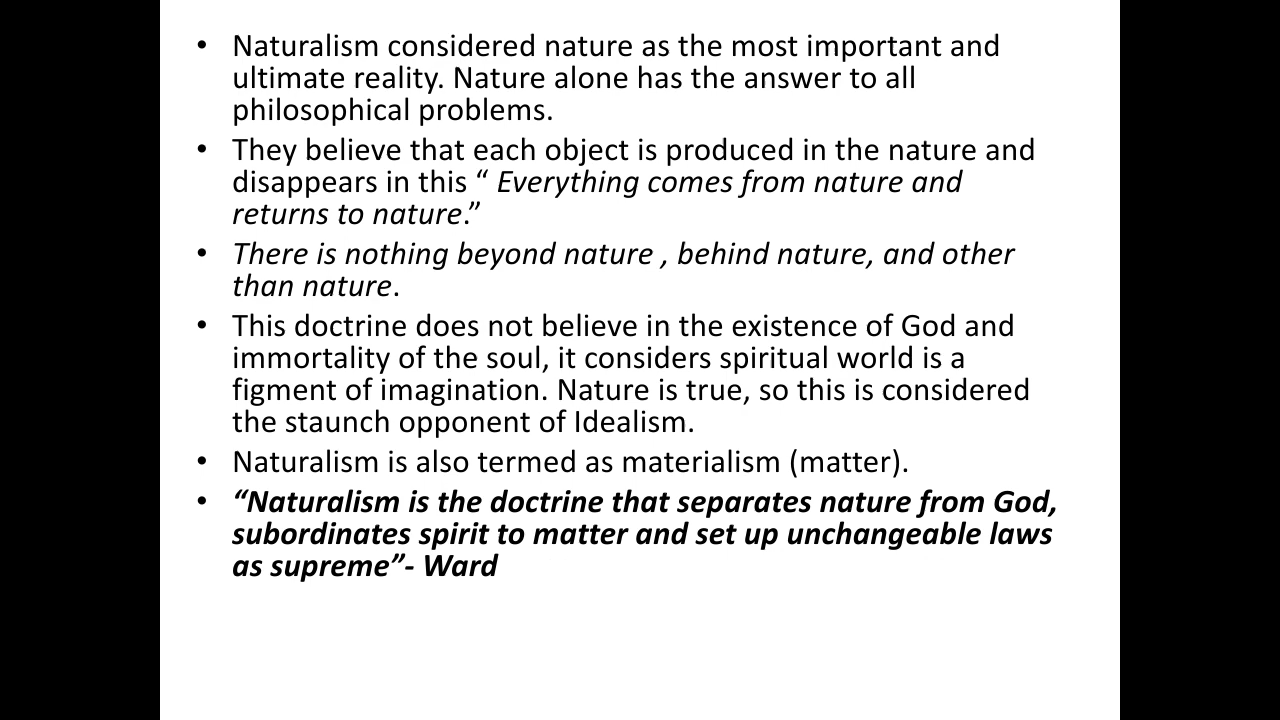 • Naturalism considered nature as the most important and
ultimate reality. Nature alone has the answer to all
philosophical problems.
• They believe that each object is produced in the nature and
disappears in this “ Everything comes from nature and
returns to nature.”
• There is nothing beyond nature , behind nature, and other
than nature.
• This doctrine does not believe in the existence of God and
immortality of the soul, it considers spiritual world is a
figment of imagination. Nature is true, so this is considered
the staunch opponent of Idealism.
• Naturalism is also termed as materialism (matter).
• “Naturalism is the doctrine that separates nature from God,
subordinates spirit to matter and set up unchangeable laws
as supreme”- Ward